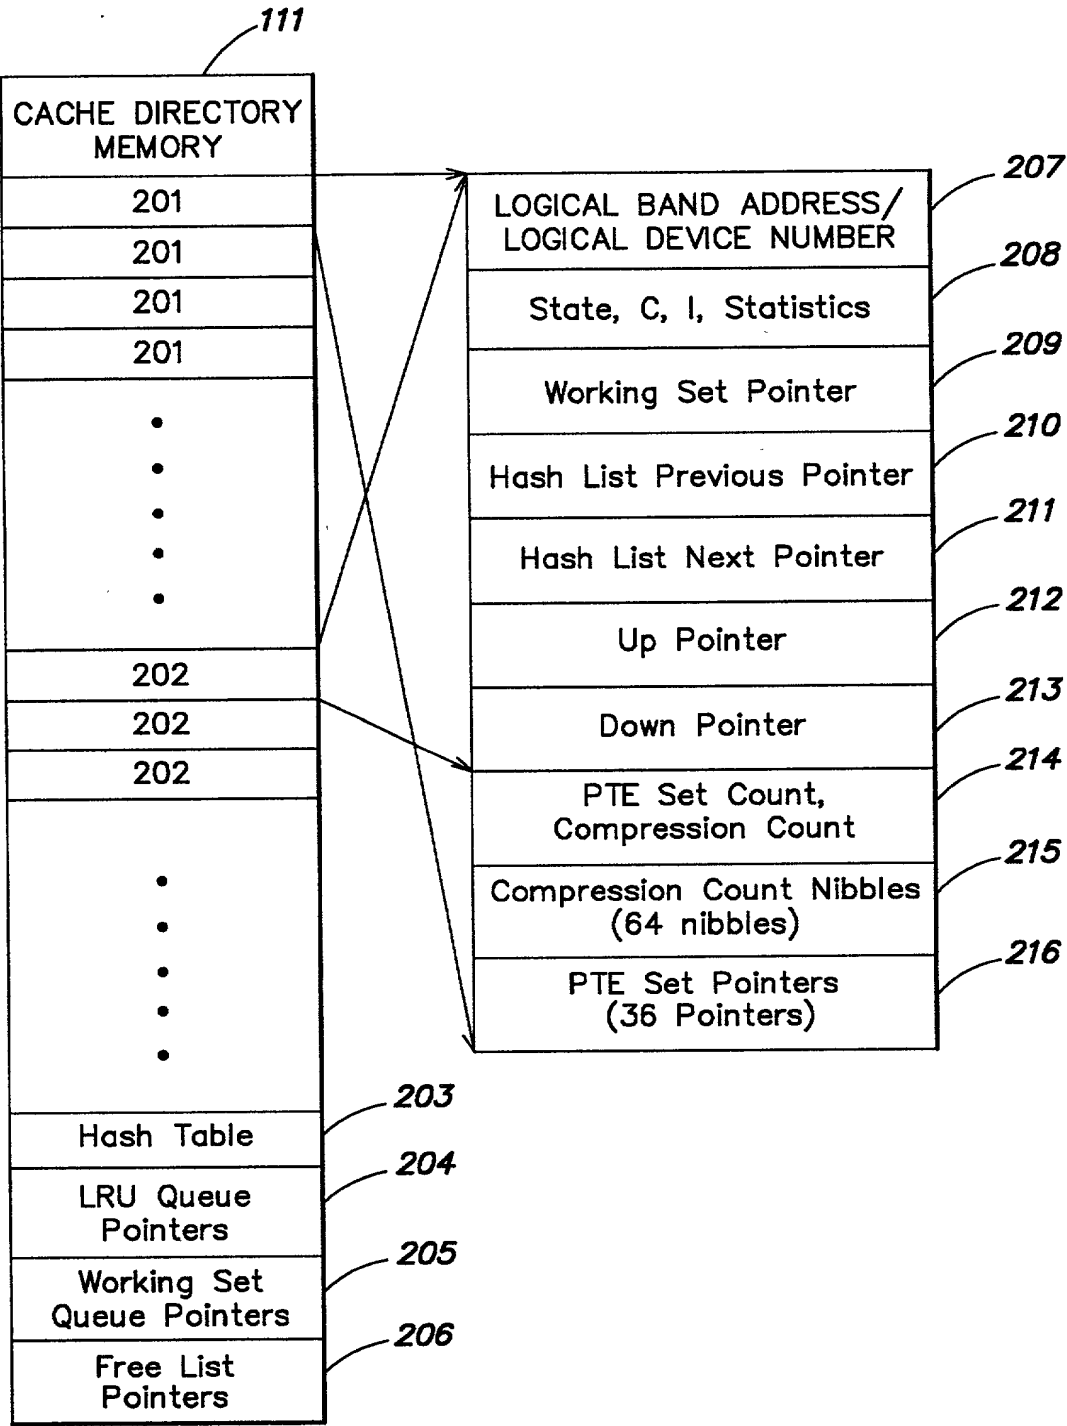 111
CACHE DIRECTORY
MEMORY
201
201
201
201
202
202
202
Hash Table
203
LRU Queue
Pointers
204
Working Set
Queue Pointers
205
Free List
Pointers
206
LOGICAL BAND ADDRESS/
LOGICAL DEVICE NUMBER
207
State, C, I, Statistics
208
Working Set Pointer
209
Hash List Previous Pointer
210
Hash List Next Pointer
211
Up Pointer
212
Down Pointer
213
PTE Set Count,
Compression Count
214
Compression Count Nibbles
(64 nibbles)
215
PTE Set Pointers
(36 Pointers)
216